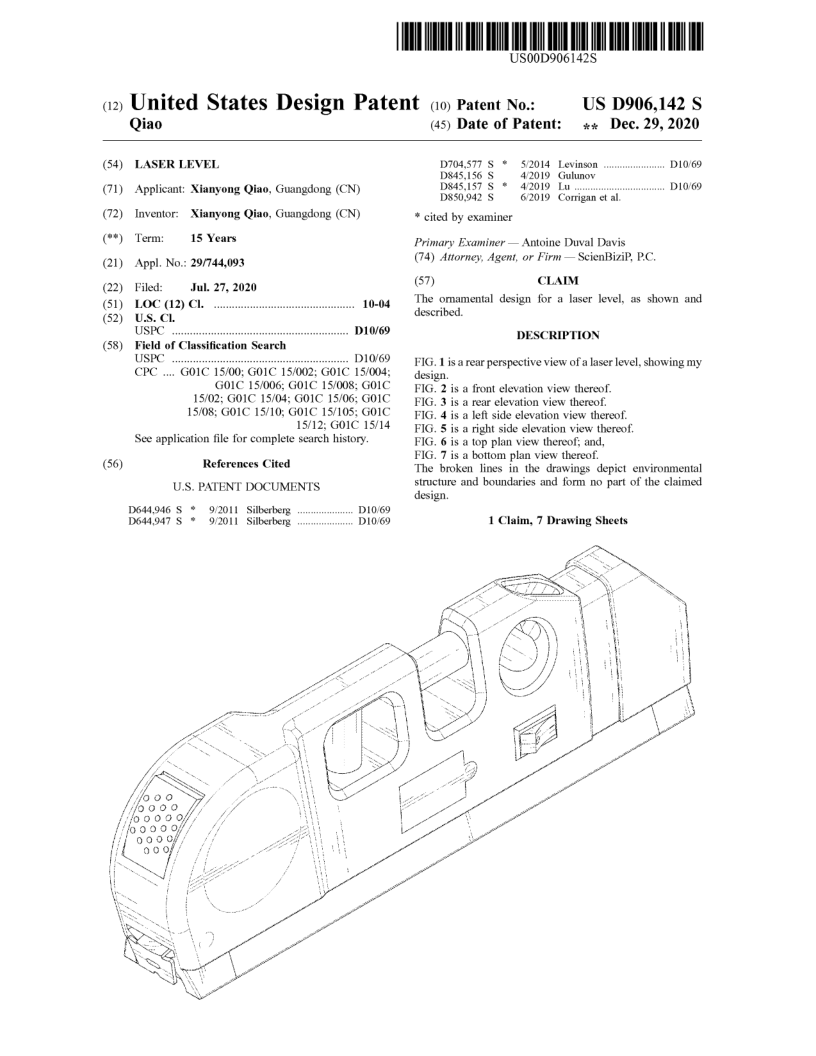 US00D906142S
(12) United States Design Patent
Qiao
(10) Patent No.: US D906,142 S
(45) Date of Patent: ** Dec. 29, 2020
(54) LASER LEVEL
(71) Applicant: Xianyong Qiao, Guangdong (CN)
(72) Inventor: Xianyong Qiao, Guangdong (CN)
(**) Term: 15 Years
(21) Appl. No.: 29/744,093
(22) Filed: Jul. 27, 2020
(51) LOC (12) Cl. ............................................... 10-04
(52) U.S. Cl.
USPC ............................................................ D10/69
(58) Field of Classification Search
USPC ............................................................ D10/69
CPC .... G01C 15/00; G01C 15/002; G01C 15/004;
G01C 15/006; G01C 15/008; G01C
15/02; G01C 15/04; G01C 15/06; G01C
15/08; G01C 15/10; G01C 15/105; G01C
15/12; G01C 15/14
See application file for complete search history.
(56) References Cited
U.S. PATENT DOCUMENTS
D644,946 S * 9/2011 Silberberg ..................... D10/69
D644,947 S * 9/2011 Silberberg ..................... D10/69
D704,577 S * 5/2014 Levinson ....................... D10/69
D845,156 S 4/2019 Gulunov
D845,157 S * 4/2019 Lu .................................. D10/69
D850,942 S 6/2019 Corrigan et al.
* cited by examiner
Primary Examiner — Antoine Duval Davis
(74) Attorney, Agent, or Firm — ScienBiziP, P.C.
(57) CLAIM
The ornamental design for a laser level, as shown and
described.
DESCRIPTION
FIG. 1 is a rear perspective view of a laser level, showing my
design.
FIG. 2 is a front elevation view thereof.
FIG. 3 is a rear elevation view thereof.
FIG. 4 is a left side elevation view thereof.
FIG. 5 is a right side elevation view thereof.
FIG. 6 is a top plan view thereof; and,
FIG. 7 is a bottom plan view thereof.
The broken lines in the drawings depict environmental
structure and boundaries and form no part of the claimed
design.
1 Claim, 7 Drawing Sheets